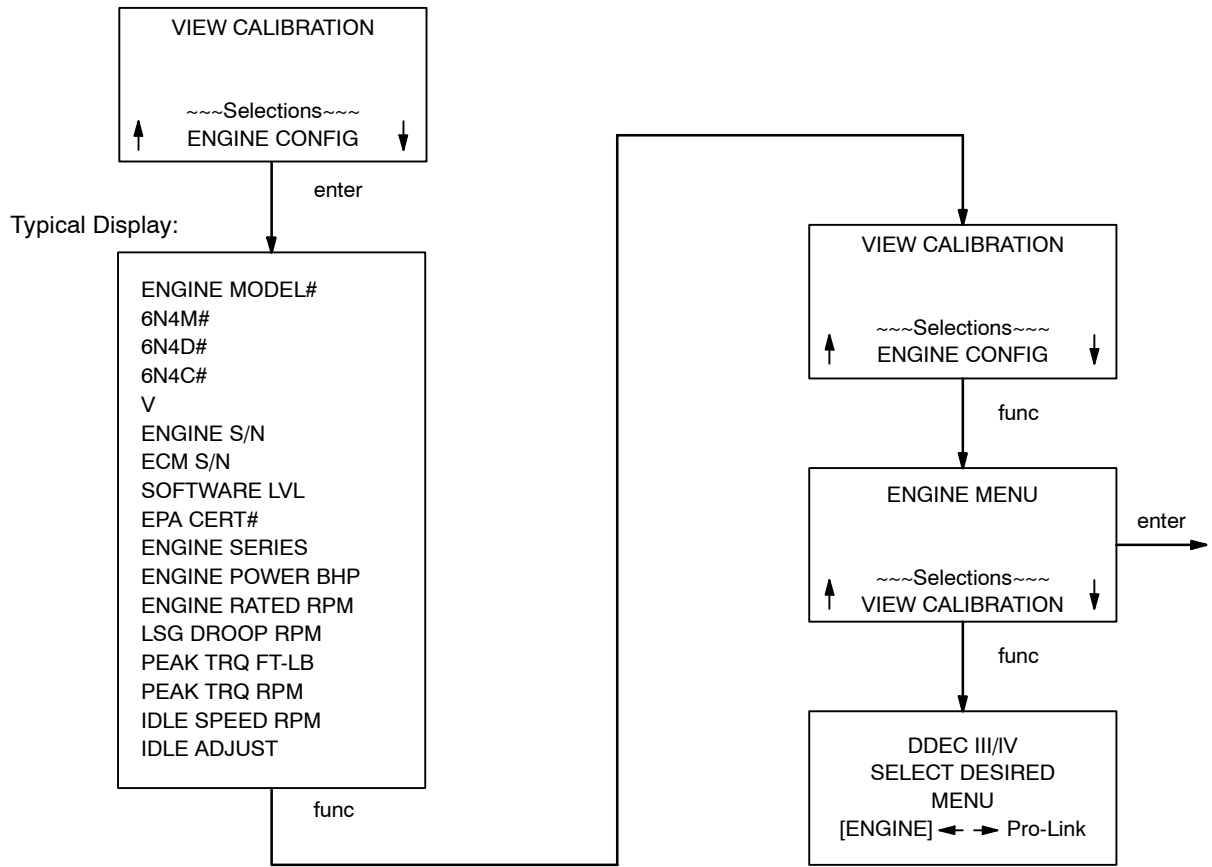 VIEW CALIBRATION
~~~Selections~~~
ENGINE CONFIG
enter
Typical Display:
ENGINE MODEL#
6N4M#
6N4D#
6N4C#
V
ENGINE S/N
ECM S/N
SOFTWARE LVL
EPA CERT#
ENGINE SERIES
ENGINE POWER BHP
ENGINE RATED RPM
LSG DROOP RPM
PEAK TRQ FT-LB
PEAK TRQ RPM
IDLE SPEED RPM
IDLE ADJUST
func
VIEW CALIBRATION
~~~Selections~~~
ENGINE CONFIG
func
ENGINE MENU
~~~Selections~~~
VIEW CALIBRATION
enter
func
DDEC III/IV
SELECT DESIRED
MENU
[ENGINE] Pro-Link